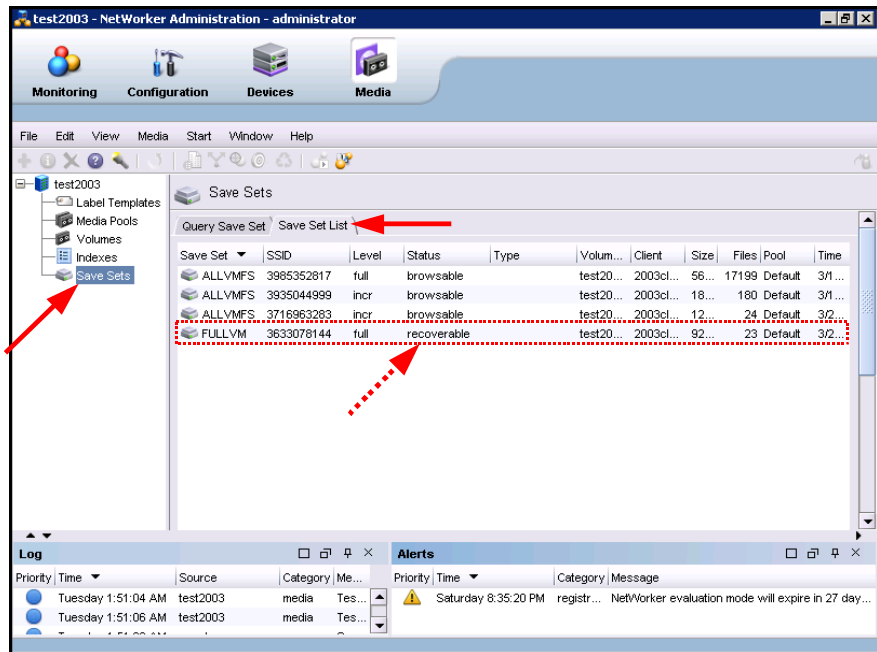 test2003 - NetWorker Administration - administrator
Monitoring Configuration Devices Media
File Edit View Media Start Window Help
test2003
Label Templates
Media Pools
Volumes
Indexes
Save Sets
Save Sets
Query Save Set Save Set List
Save Set SSID Level Status Type Volum... Client Size Files Pool Time
ALLVMFS 3985352817 full browsable test20... 2003cl... 56... 17199 Default 3/1...
ALLVMFS 3935044999 incr browsable test20... 2003cl... 18... 180 Default 3/1...
ALLVMFS 3716963283 incr browsable test20... 2003cl... 12... 24 Default 3/2...
FULLVM 3633078144 full recoverable test20... 2003cl... 92... 23 Default 3/2...
Log
Priority Time Source Category Me...
Tuesday 1:51:04 AM test2003 media Tes...
Tuesday 1:51:06 AM test2003 media Tes...
Alerts
Priority Time Category Message
Saturday 8:35:20 PM registr... NetWorker evaluation mode will expire in 27 day...